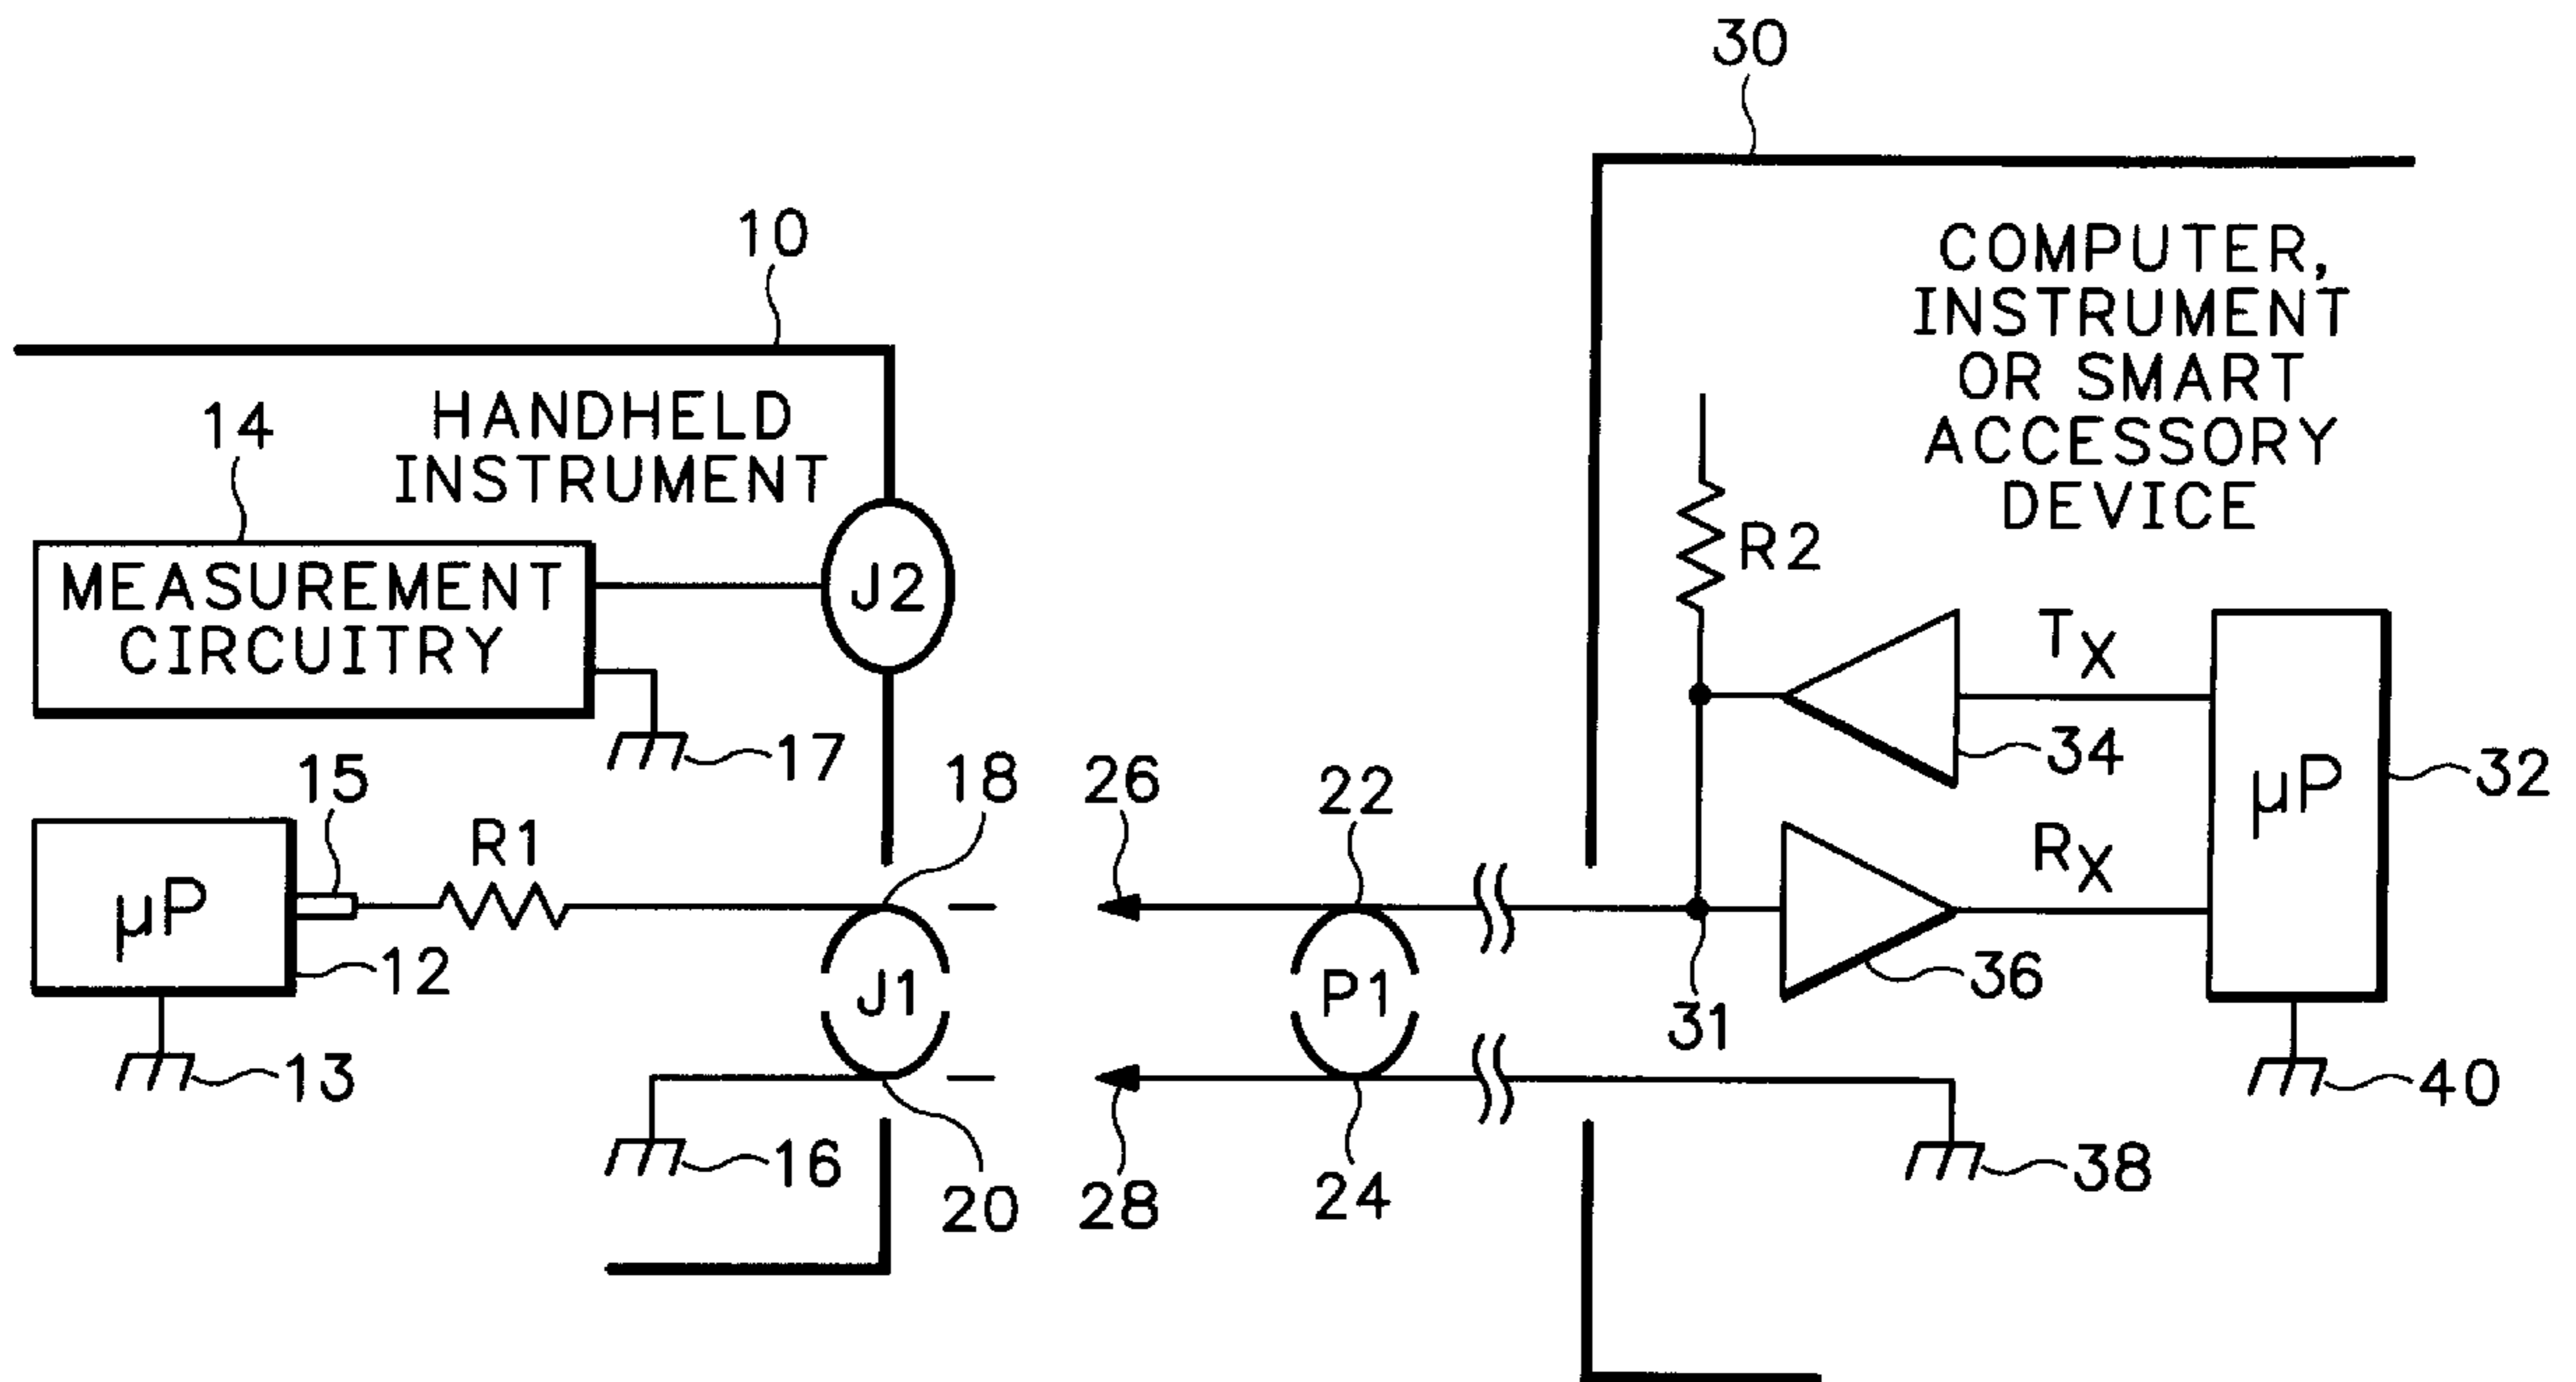 30
10
COMPUTER,
INSTRUMENT
OR SMART
ACCESSORY
DEVICE
HANDHELD
INSTRUMENT
14
R2
MEASUREMENT
CIRCUITRY
J2
TX
17
34
15
18
26
22
µP
32
R1
RX
µP
12
J1
P1
31
36
13
40
16
20
28
24
38